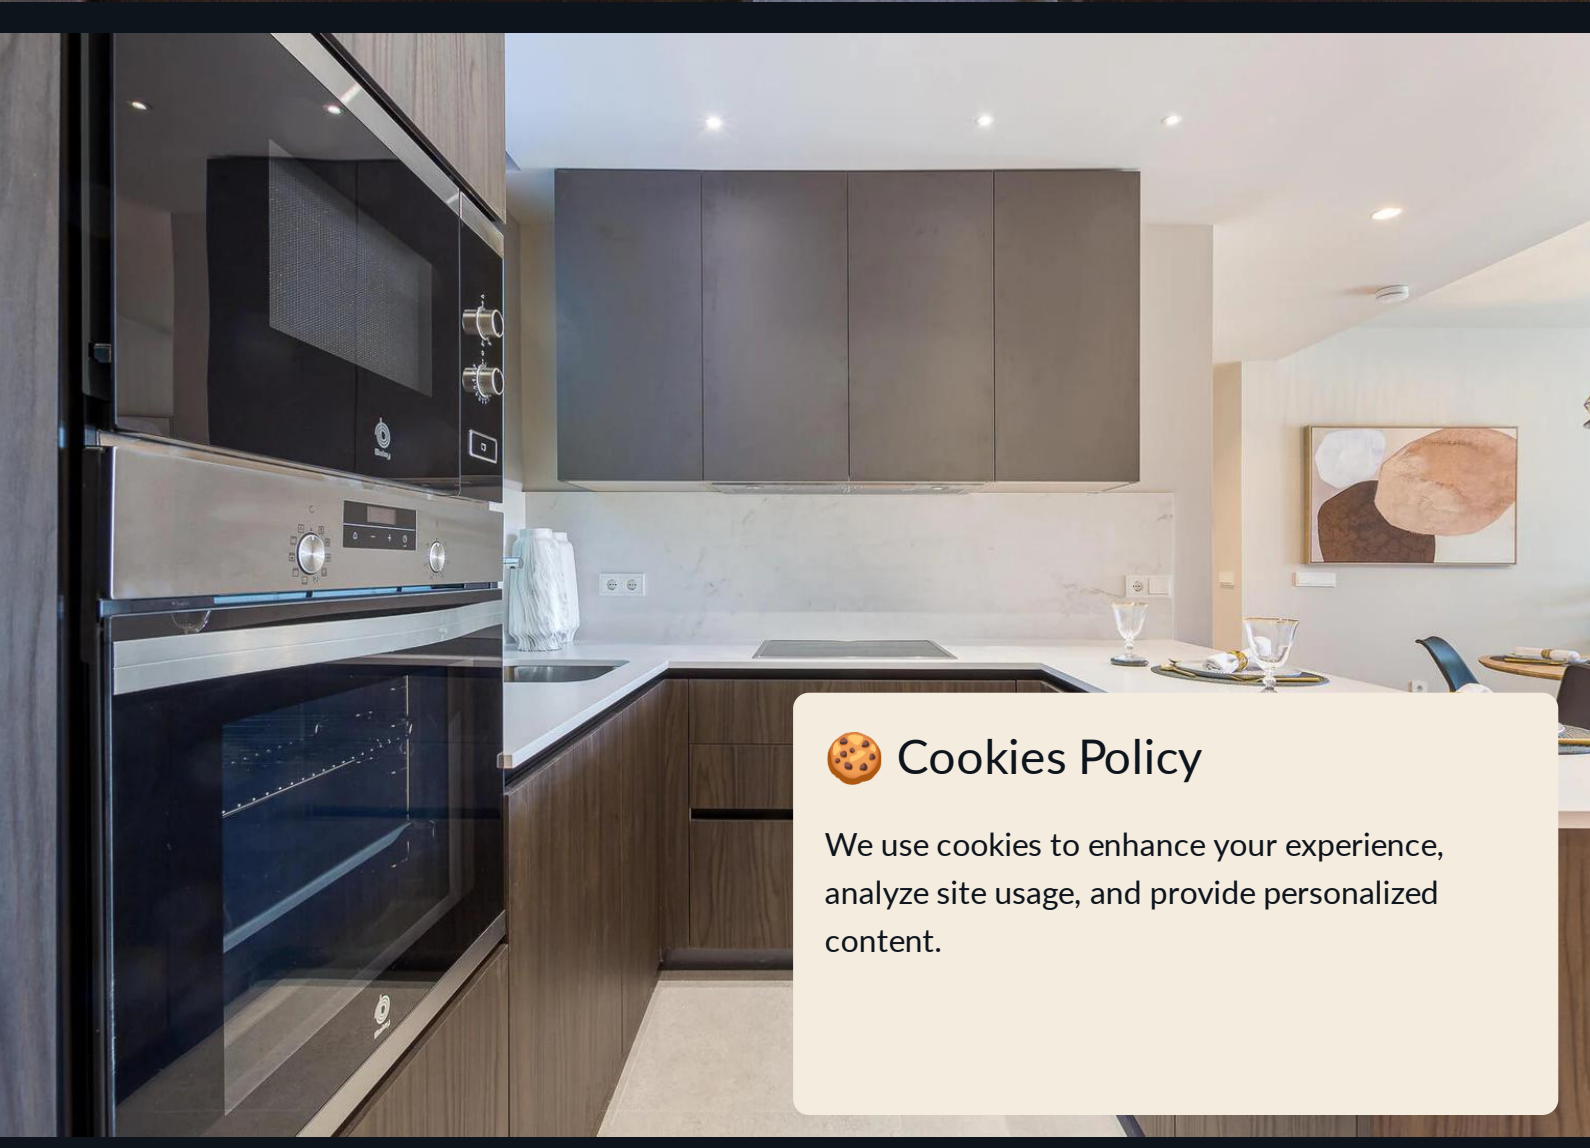 🍪 Cookies Policy
We use cookies to enhance your experience,
analyze site usage, and provide personalized
content.